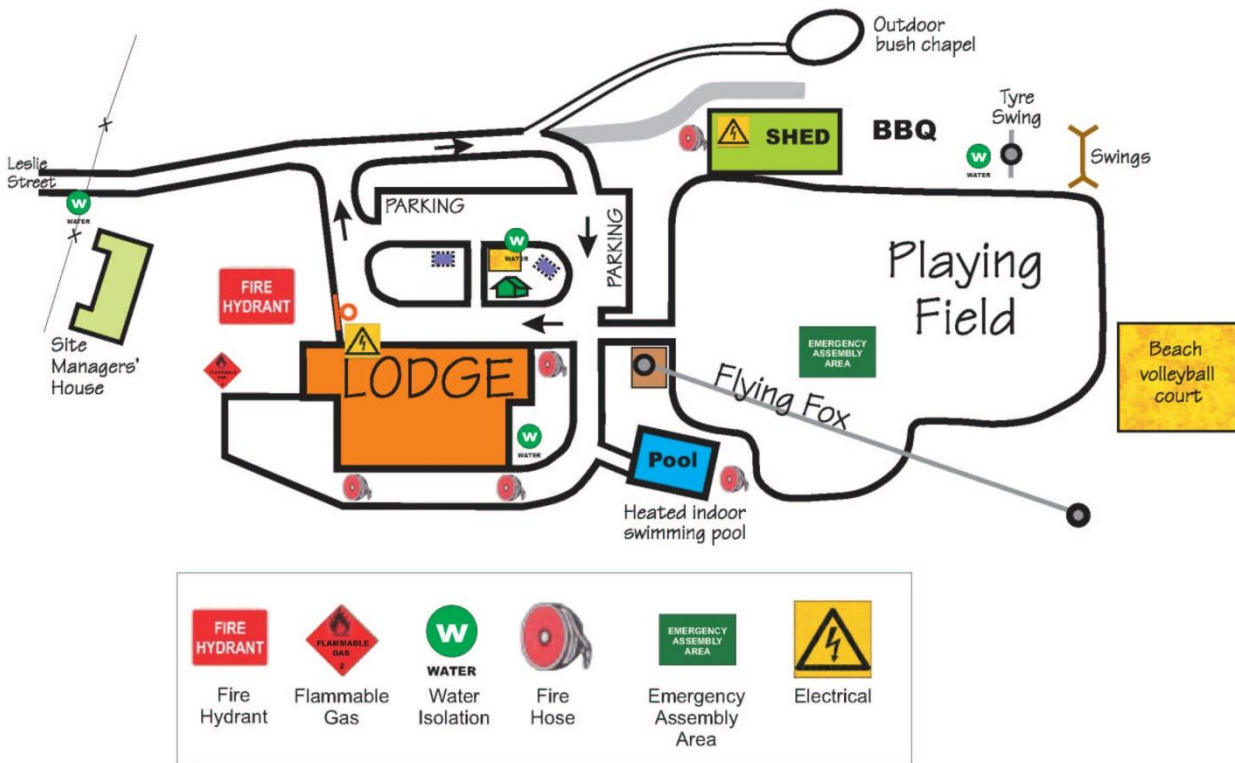 Outdoor
bush chapel
Tyre
Swing
SHED
BBQ
WATER
Swings
Leslie
Street
W
WATER
PARKING
PARKING
W
WATER
Playing
Field
FIRE
HYDRANT
Site
Managers'
House
FLAMMABLE
GAS
LODGE
EMERGENCY
ASSEMBLY
AREA
Beach
volleyball
court
Flying Fox
W
WATER
Pool
Heated indoor
swimming pool
FIRE
HYDRANT
Fire
Hydrant
FLAMMABLE
GAS
2
Flammable
Gas
W
WATER
Water
Isolation
Fire
Hose
EMERGENCY
ASSEMBLY
AREA
Emergency
Assembly
Area
Electrical
W